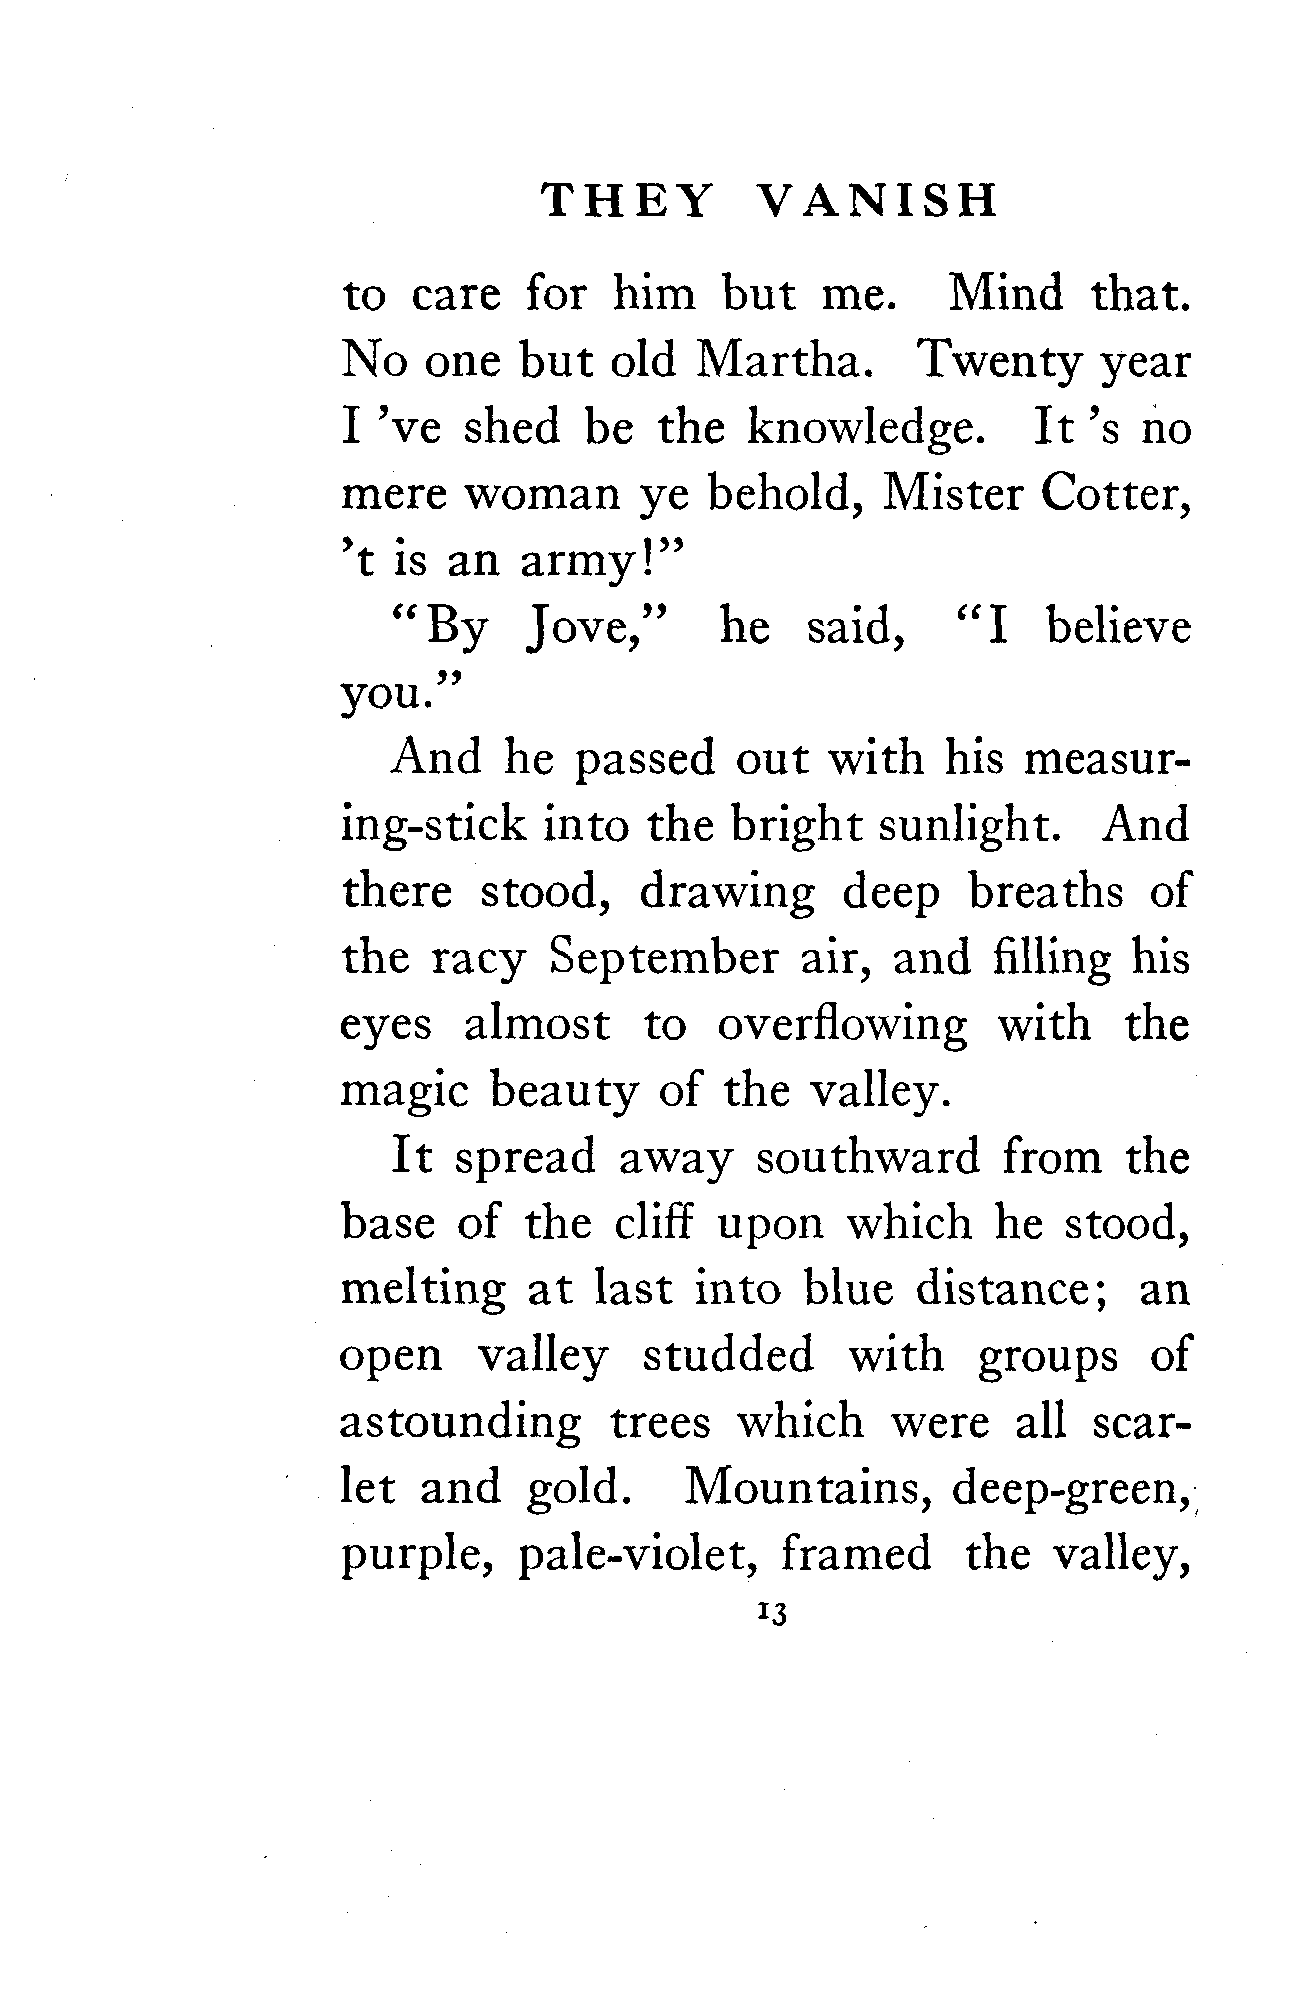 THEY VANISH
to care for him but me. Mind that.
No one but old Martha. Twenty year
I 've shed be the knowledge. It 's no
mere woman ye behold, Mister Cotter,
't is an army!"
"By Jove," he said, "I believe
you."
And he passed out with his measur-
ing-stick into the bright sunlight. And
there stood, drawing deep breaths of
the racy September air, and filling his
eyes almost to overflowing with the
magic beauty of the valley.
It spread away southward from the
base of the cliff upon which he stood,
melting at last into blue distance; an
open valley studded with groups of
astounding trees which were all scar-
let and gold. Mountains, deep-green,
purple, pale-violet, framed the valley,
13